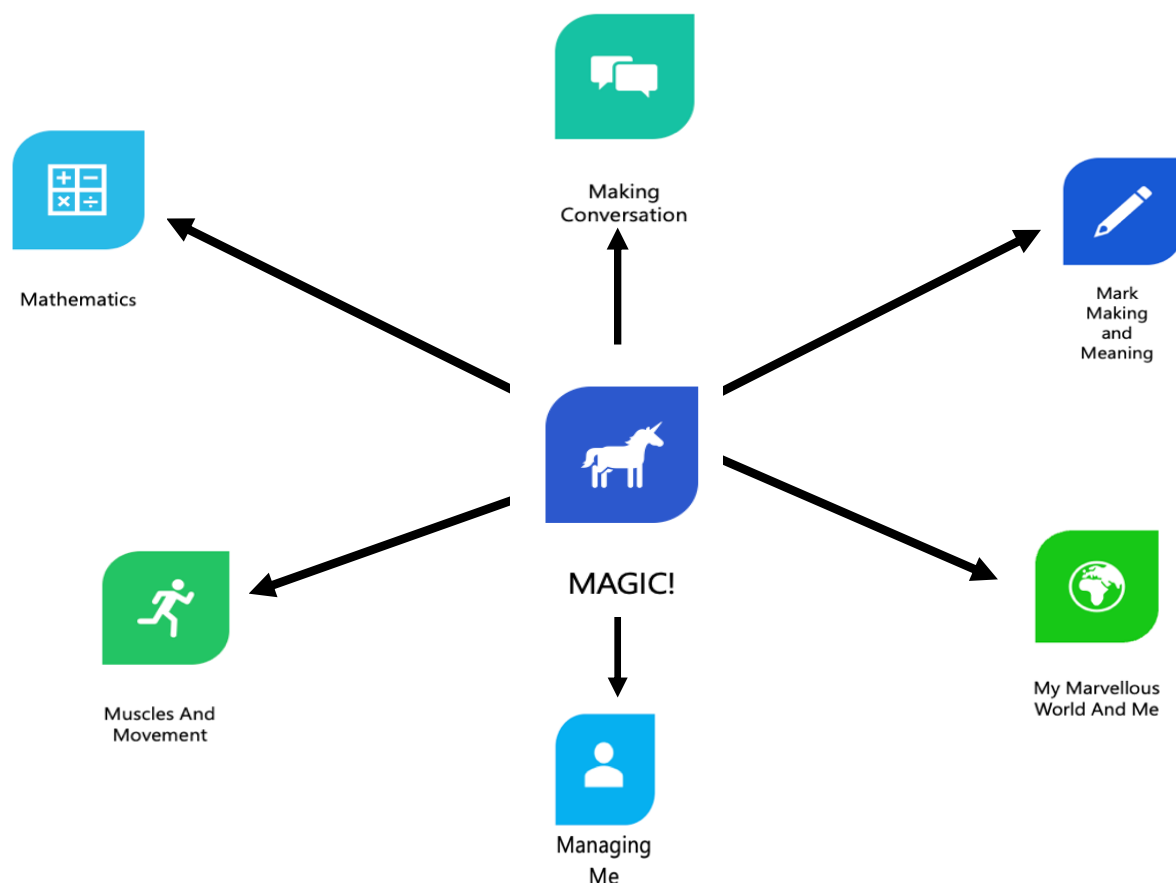 Making
Conversation
Mathematics
Mark
Making
and
Meaning
MAGIC!
Muscles And
Movement
My Marvellous
World And Me
Managing
Me